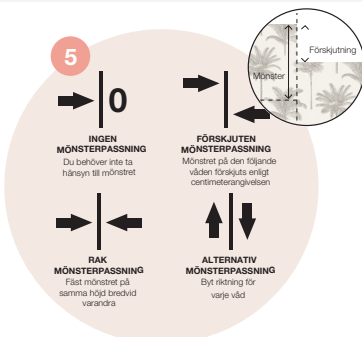 5
Förskjutning
Mönster
0
INGEN
MÖNSTERPASSNING
Du behöver inte ta
hänsyn till mönstret
FÖRSKJUTEN
MÖNSTERPASSNING
Mönstret på den följande
våden förskjuts enligt
centimeterangivelsen
RAK
MÖNSTERPASSNING
Fäst mönstret på
samma höjd bredvid
varandra
ALTERNATIV
MÖNSTERPASSNING
Byt riktning för
varje våd